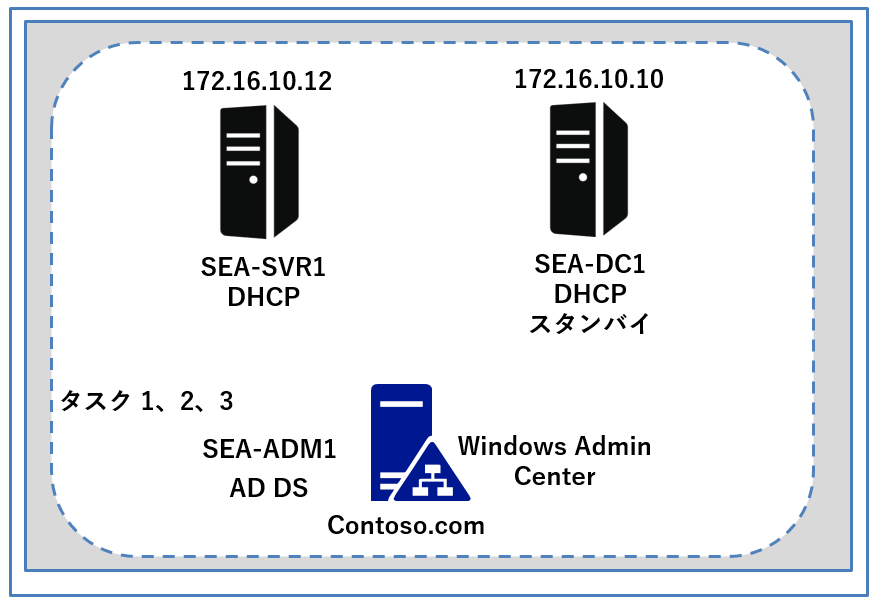 172.16.10.12
172.16.10.10
SEA-SVR1
DHCP
SEA-DC1
DHCP
スタンバイ
タスク 1、2、3
SEA-ADM1
AD DS
Windows Admin
Center
Contoso.com